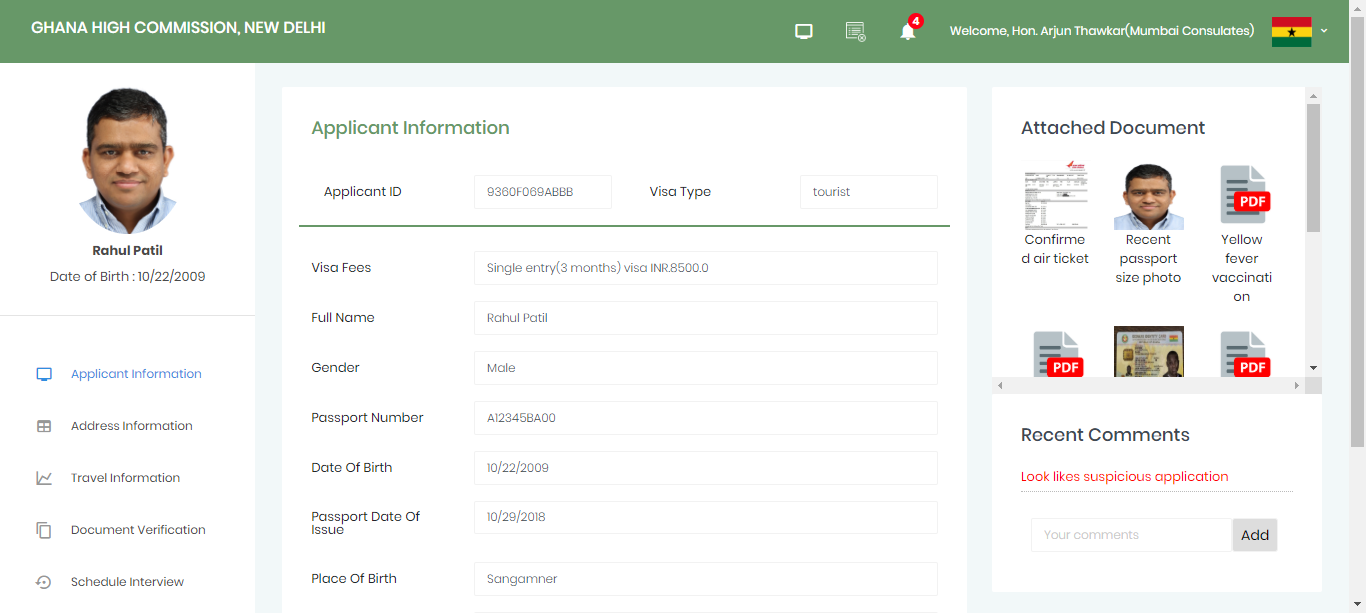 GHANA HIGH COMMISSION, NEW DELHI
4
Welcome, Hon. Arjun Thawkar(Mumbai Consulates)
Rahul Patil
Date of Birth : 10/22/2009
Applicant Information
Address Information
Travel Information
Document Verification
Schedule Interview
Applicant Information
Applicant ID
9360F069ABBB
Visa Type
tourist
Visa Fees
Single entry(3 months) visa INR.8500.0
Full Name
Rahul Patil
Gender
Male
Passport Number
A12345BA00
Date Of Birth
10/22/2009
Passport Date Of
Issue
10/29/2018
Place Of Birth
Sangamner
Attached Document
Confirme
d air ticket
Recent
passport
size photo
PDF
Yellow
fever
vaccinati
on
PDF
PDF
Recent Comments
Look likes suspicious application
Your comments
Add